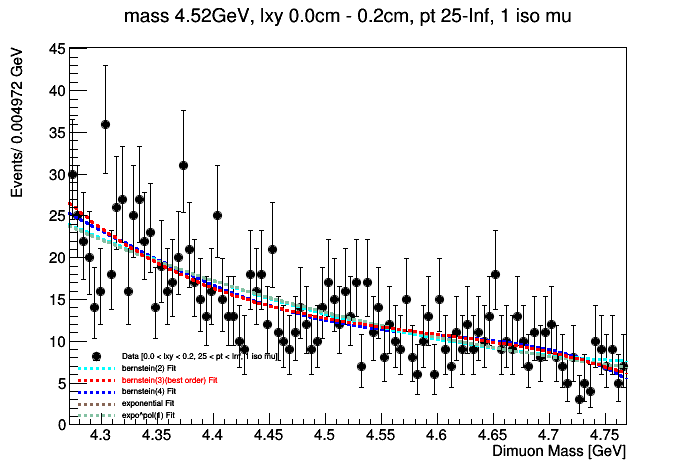 mass 4.52GeV, lxy 0.0cm - 0.2cm, pt 25-Inf, 1 iso mu
Events/ 0.004972 GeV
45
40
35
30
25
20
15
10
5
0
Data [0.0 < lxy < 0.2, 25 < pt < Inf, 1 iso mu]
bernstein(2) Fit
bernstein(3)(best order) Fit
bernstein(4) Fit
exponential Fit
expo*pol(1) Fit
4.3 4.35 4.4 4.45 4.5 4.55 4.6 4.65 4.7 4.75
Dimuon Mass [GeV]